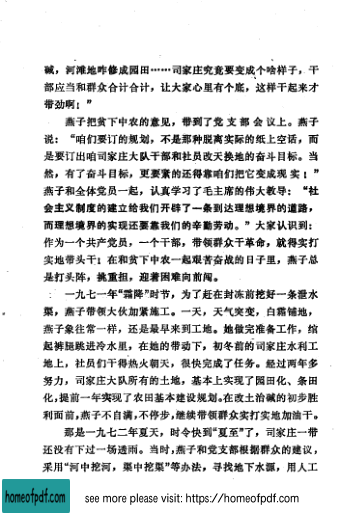 碱，河滩地咋修成园田……司家庄究竟要变成个啥样子，干
部应当和群众合计合计，让大家心里有个底，这样干起来才
带劲啊！”
燕子把贫下中农的意见，带到了党支部会议上。燕子
说：“咱们要订的规划，不是那种脱离实际的纸上空话，而
是要订出咱司家庄大队干部和社员改天换地的奋斗目标。当
然，有了奋斗目标，更要紧的还得靠咱们把它变成现实！”
燕子和全体党员一起，认真学习了毛主席的伟大教导：“社
会主义制度的建立给我们开辟了一条到达理想境界的道路，
而理想境界的实现还要靠我们的辛勤劳动。”大家认识到：
作为一个共产党员，一个干部，带领群众干革命，就得实打
实地带头干；在和贫下中农一起艰苦奋战的日子里，燕子总
是打头阵，挑重担，迎着困难向前闯。
一九七一年“霜降”时节，为了赶在封冻前挖好一条泄水
渠，燕子带领大伙加紧施工。一天，天气突变，白霜铺地，
燕子象往常一样，还是最早来到工地。她做完准备工作，绾
起裤腿跳进冷水里，在她的带动下，初冬前的司家庄水利工
地上，社员们干得热火朝天，很快完成了任务。经过两年多
努力，司家庄大队所有的土地，基本上实现了园田化、条田
化，提前一年实现了农田基本建设规划。在改土治碱的初步胜
利面前，燕子不自满，不停步，继续带领群众实打实地加油干。
那是一九七二年夏天，时令快到“夏至”了，司家庄一带
还没有下过一场透雨。当时，燕子和党支部根据群众的建议，
采用“河中挖河，渠中挖渠”等办法，寻找地下水源，用人工
homeofpdf.com
see more please visit: https://homeofpdf.com